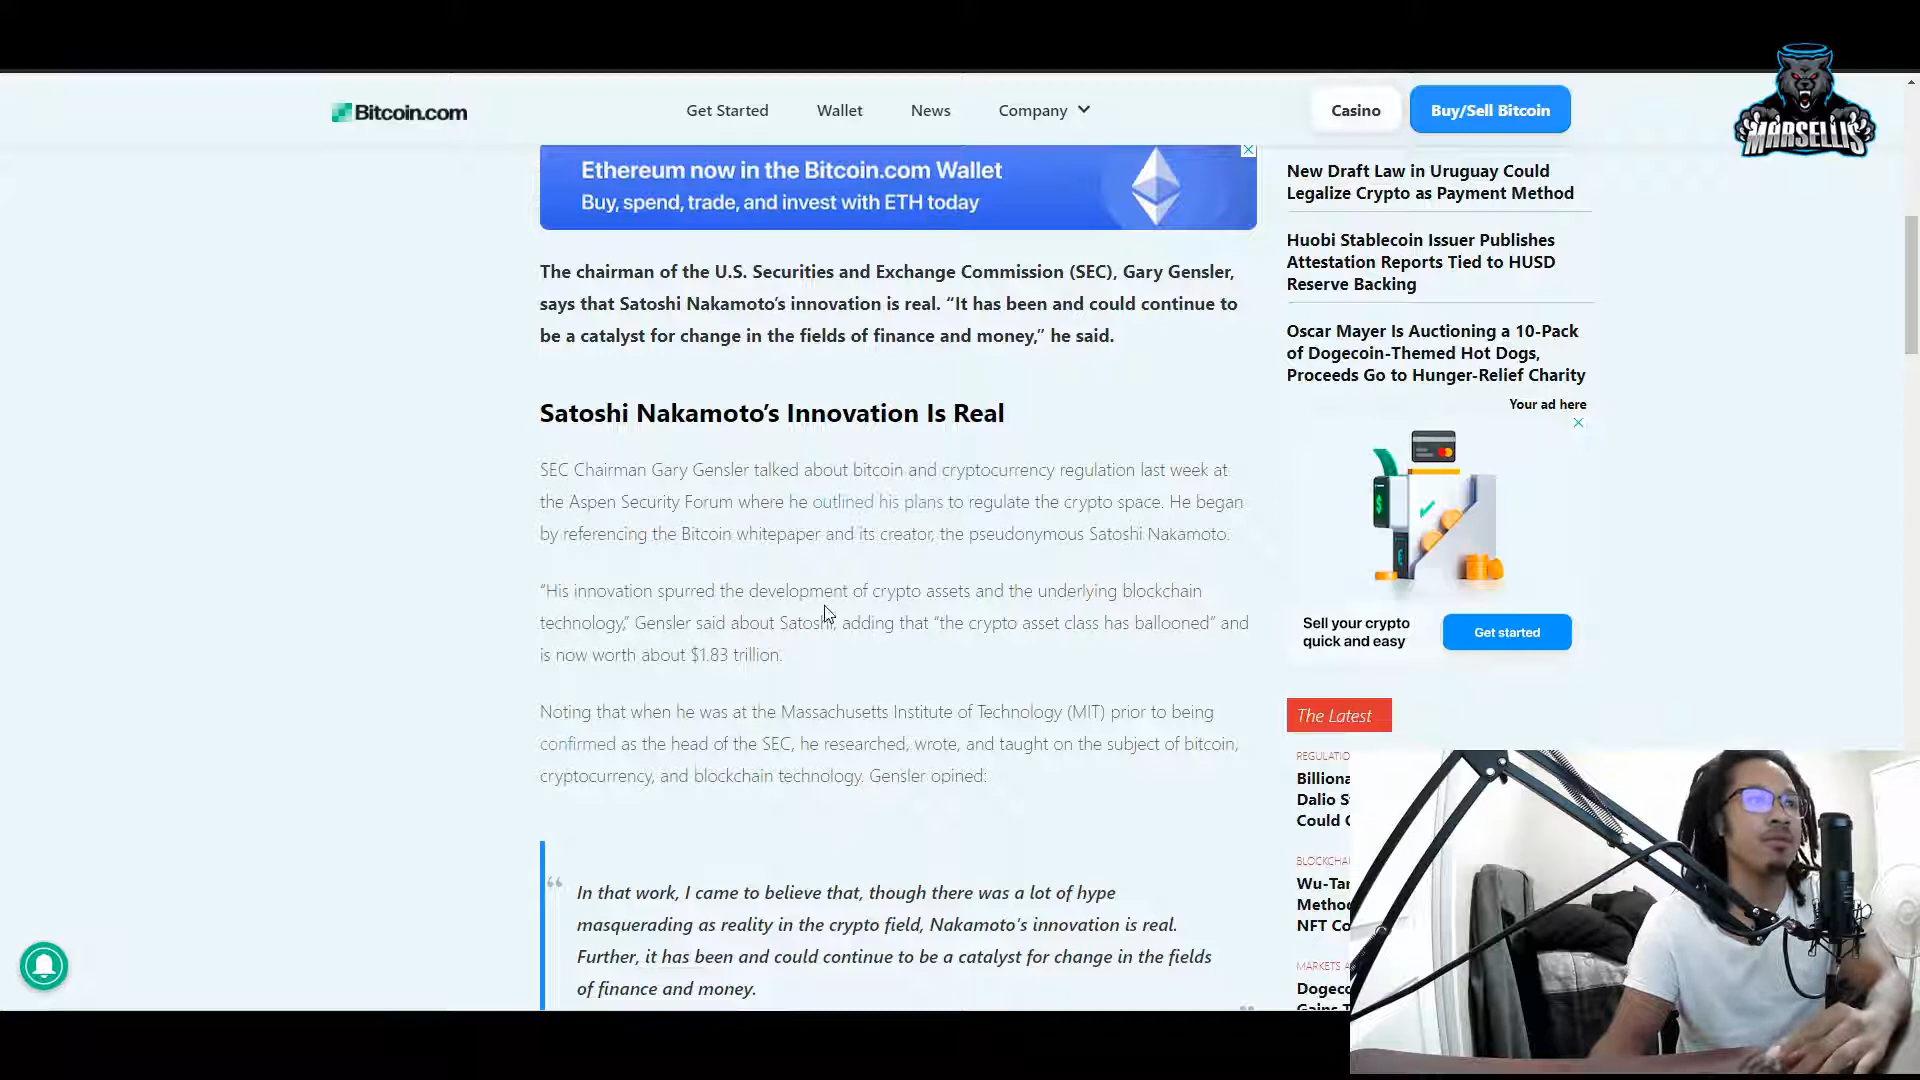 MARSELLIS
Bitcoin.com
Get Started
Wallet
News
Company
Casino
Buy/Sell Bitcoin
Ethereum now in the Bitcoin.com Wallet
Buy, spend, trade, and invest with ETH today
The chairman of the U.S. Securities and Exchange Commission (SEC), Gary Gensler,
says that Satoshi Nakamoto’s innovation is real. “It has been and could continue to
be a catalyst for change in the fields of finance and money,” he said.
Satoshi Nakamoto’s Innovation Is Real
SEC Chairman Gary Gensler talked about bitcoin and cryptocurrency regulation last week at
the Aspen Security Forum where he outlined his plans to regulate the crypto space. He began
by referencing the Bitcoin whitepaper and its creator, the pseudonymous Satoshi Nakamoto.
“His innovation spurred the development of crypto assets and the underlying blockchain
technology,” Gensler said about Satoshi, adding that “the crypto asset class has ballooned” and
is now worth about $1.83 trillion.
Noting that when he was at the Massachusetts Institute of Technology (MIT) prior to being
confirmed as the head of the SEC, he researched, wrote, and taught on the subject of bitcoin,
cryptocurrency, and blockchain technology. Gensler opined:
In that work, I came to believe that, though there was a lot of hype
masquerading as reality in the crypto field, Nakamoto's innovation is real.
Further, it has been and could continue to be a catalyst for change in the fields
of finance and money.
New Draft Law in Uruguay Could
Legalize Crypto as Payment Method
Huobi Stablecoin Issuer Publishes
Attestation Reports Tied to HUSD
Reserve Backing
Oscar Mayer Is Auctioning a 10-Pack
of Dogecoin-Themed Hot Dogs,
Proceeds Go to Hunger-Relief Charity
Your ad here
Sell your crypto
quick and easy
Get started
The Latest
REGULATIO
Billiona
Dalio S
Could
BLOCKCHA
Wu-Tan
Method
NFT Co
MARKETS A
Dogec